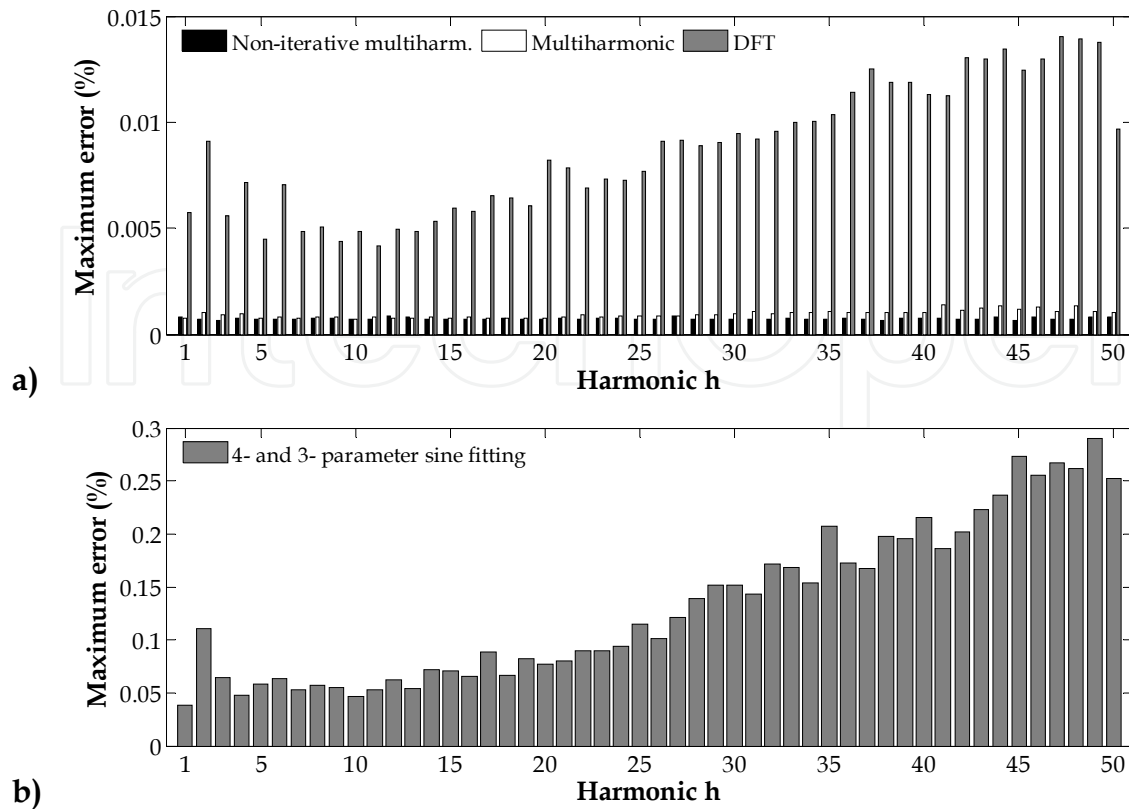 0.015
Non-iterative multiharm. Multiharmonic DFT
0.01
0.005
0
Maximum error (%)
1 5 10 15 20 25 30 35 40 45 50
Harmonic h
a)
InTechOpen
0.3
4- and 3- parameter sine fitting
0.25
0.2
0.15
0.1
0.05
0
Maximum error (%)
1 5 10 15 20 25 30 35 40 45 50
Harmonic h
b)